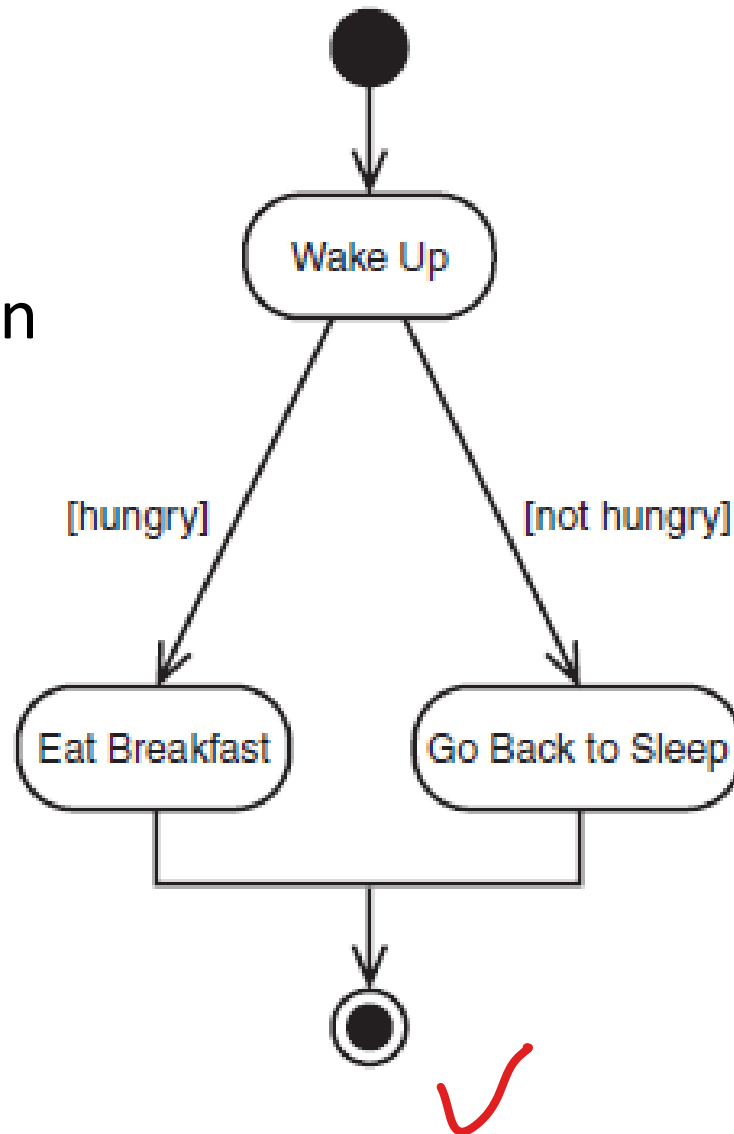 Wake Up
n
[hungry]
[not hungry]
Eat Breakfast
Go Back to Sleep